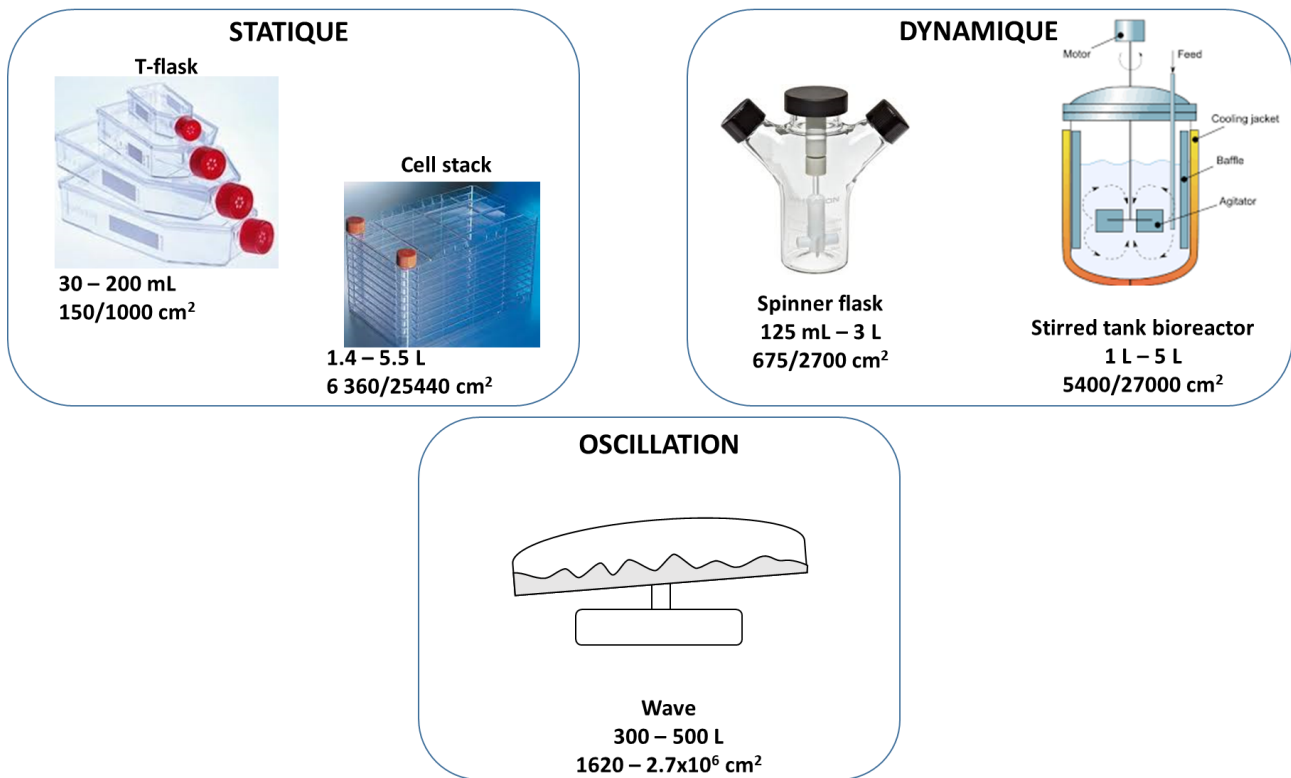 STATIQUE
T-flask
30 – 200 mL
150/1000 cm²
Cell stack
1.4 – 5.5 L
6 360/25440 cm²
DYNAMIQUE
Spinner flask
125 mL – 3 L
675/2700 cm²
Motor
Feed
Cooling jacket
Baffle
Agitator
Stirred tank bioreactor
1 L – 5 L
5400/27000 cm²
OSCILLATION
Wave
300 – 500 L
1620 – 2.7x10⁶ cm²